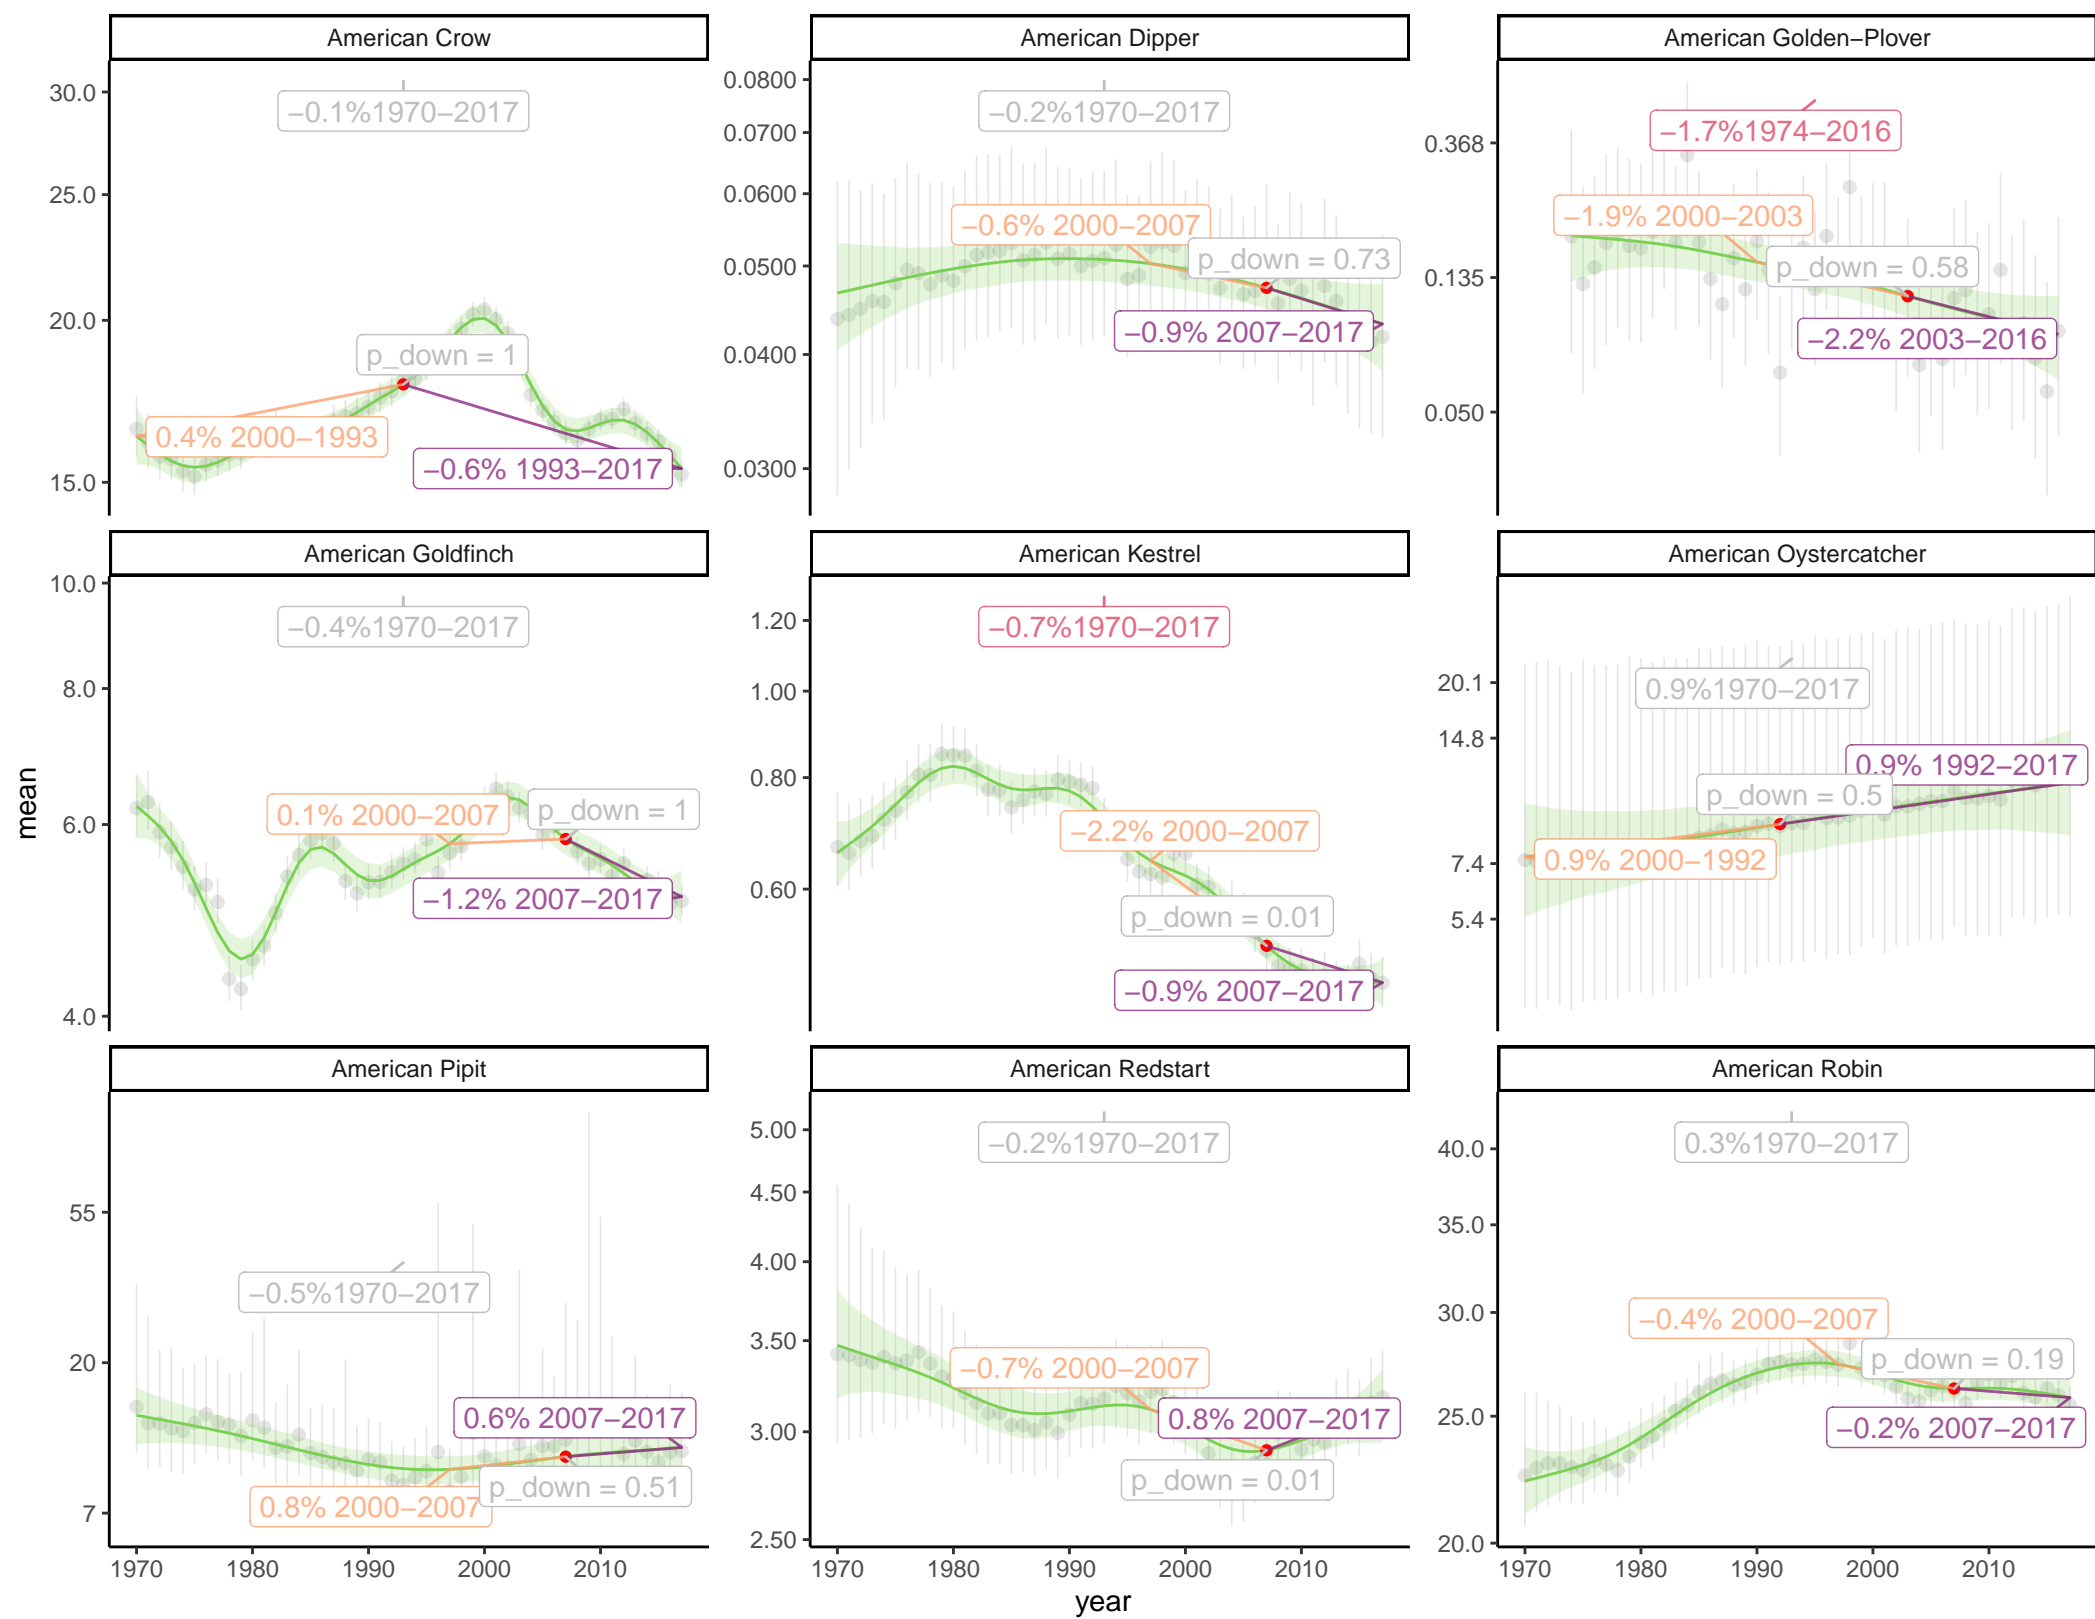 American Crow
American Dipper
American Golden−Plover
30.0
25.0
20.0
15.0
−0.1%1970−2017
p_down = 1
0.4% 2000−1993
−0.6% 1993−2017
0.0800
0.0700
0.0600
0.0500
0.0400
0.0300
−0.2%1970−2017
−0.6% 2000−2007
p_down = 0.73
−0.9% 2007−2017
0.368
0.135
0.050
−1.7%1974−2016
−1.9% 2000−2003
p_down = 0.58
−2.2% 2003−2016
American Goldfinch
American Kestrel
American Oystercatcher
mean
10.0
8.0
6.0
4.0
−0.4%1970−2017
0.1% 2000−2007
p_down = 1
−1.2% 2007−2017
1.20
1.00
0.80
0.60
−0.7%1970−2017
−2.2% 2000−2007
p_down = 0.01
−0.9% 2007−2017
20.1
14.8
7.4
5.4
0.9%1970−2017
0.9% 1992−2017
p_down = 0.5
0.9% 2000−1992
American Pipit
American Redstart
American Robin
55
20
7
−0.5%1970−2017
0.6% 2007−2017
p_down = 0.51
0.8% 2000−2007
5.00
4.50
4.00
3.50
3.00
2.50
−0.2%1970−2017
−0.7% 2000−2007
0.8% 2007−2017
p_down = 0.01
40.0
35.0
30.0
25.0
20.0
0.3%1970−2017
−0.4% 2000−2007
p_down = 0.19
−0.2% 2007−2017
1970 1980 1990 2000 2010
1970 1980 1990 2000 2010
1970 1980 1990 2000 2010
year